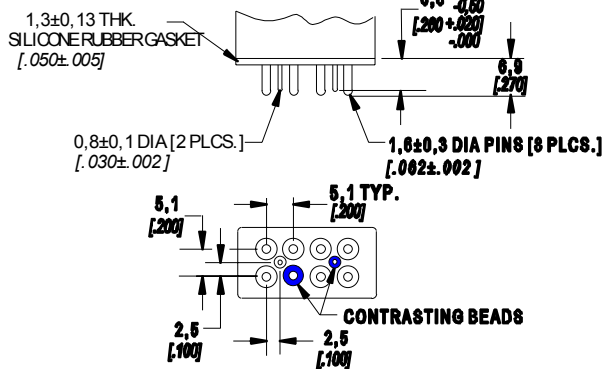 1,3±0,13 THK.
SILICONE RUBBER GASKET
[.050±.005]
-0,50
[.260 +.020]
-.000
6,9
[.270]
0,8±0,1 DIA [2 PLCS.]
[.030±.002 ]
1,6±0,3 DIA PINS [8 PLCS.]
[.062±.002 ]
5,1
[.200]
5,1 TYP.
[.200]
CONTRASTING BEADS
2,5
[.100]
2,5
[.100]